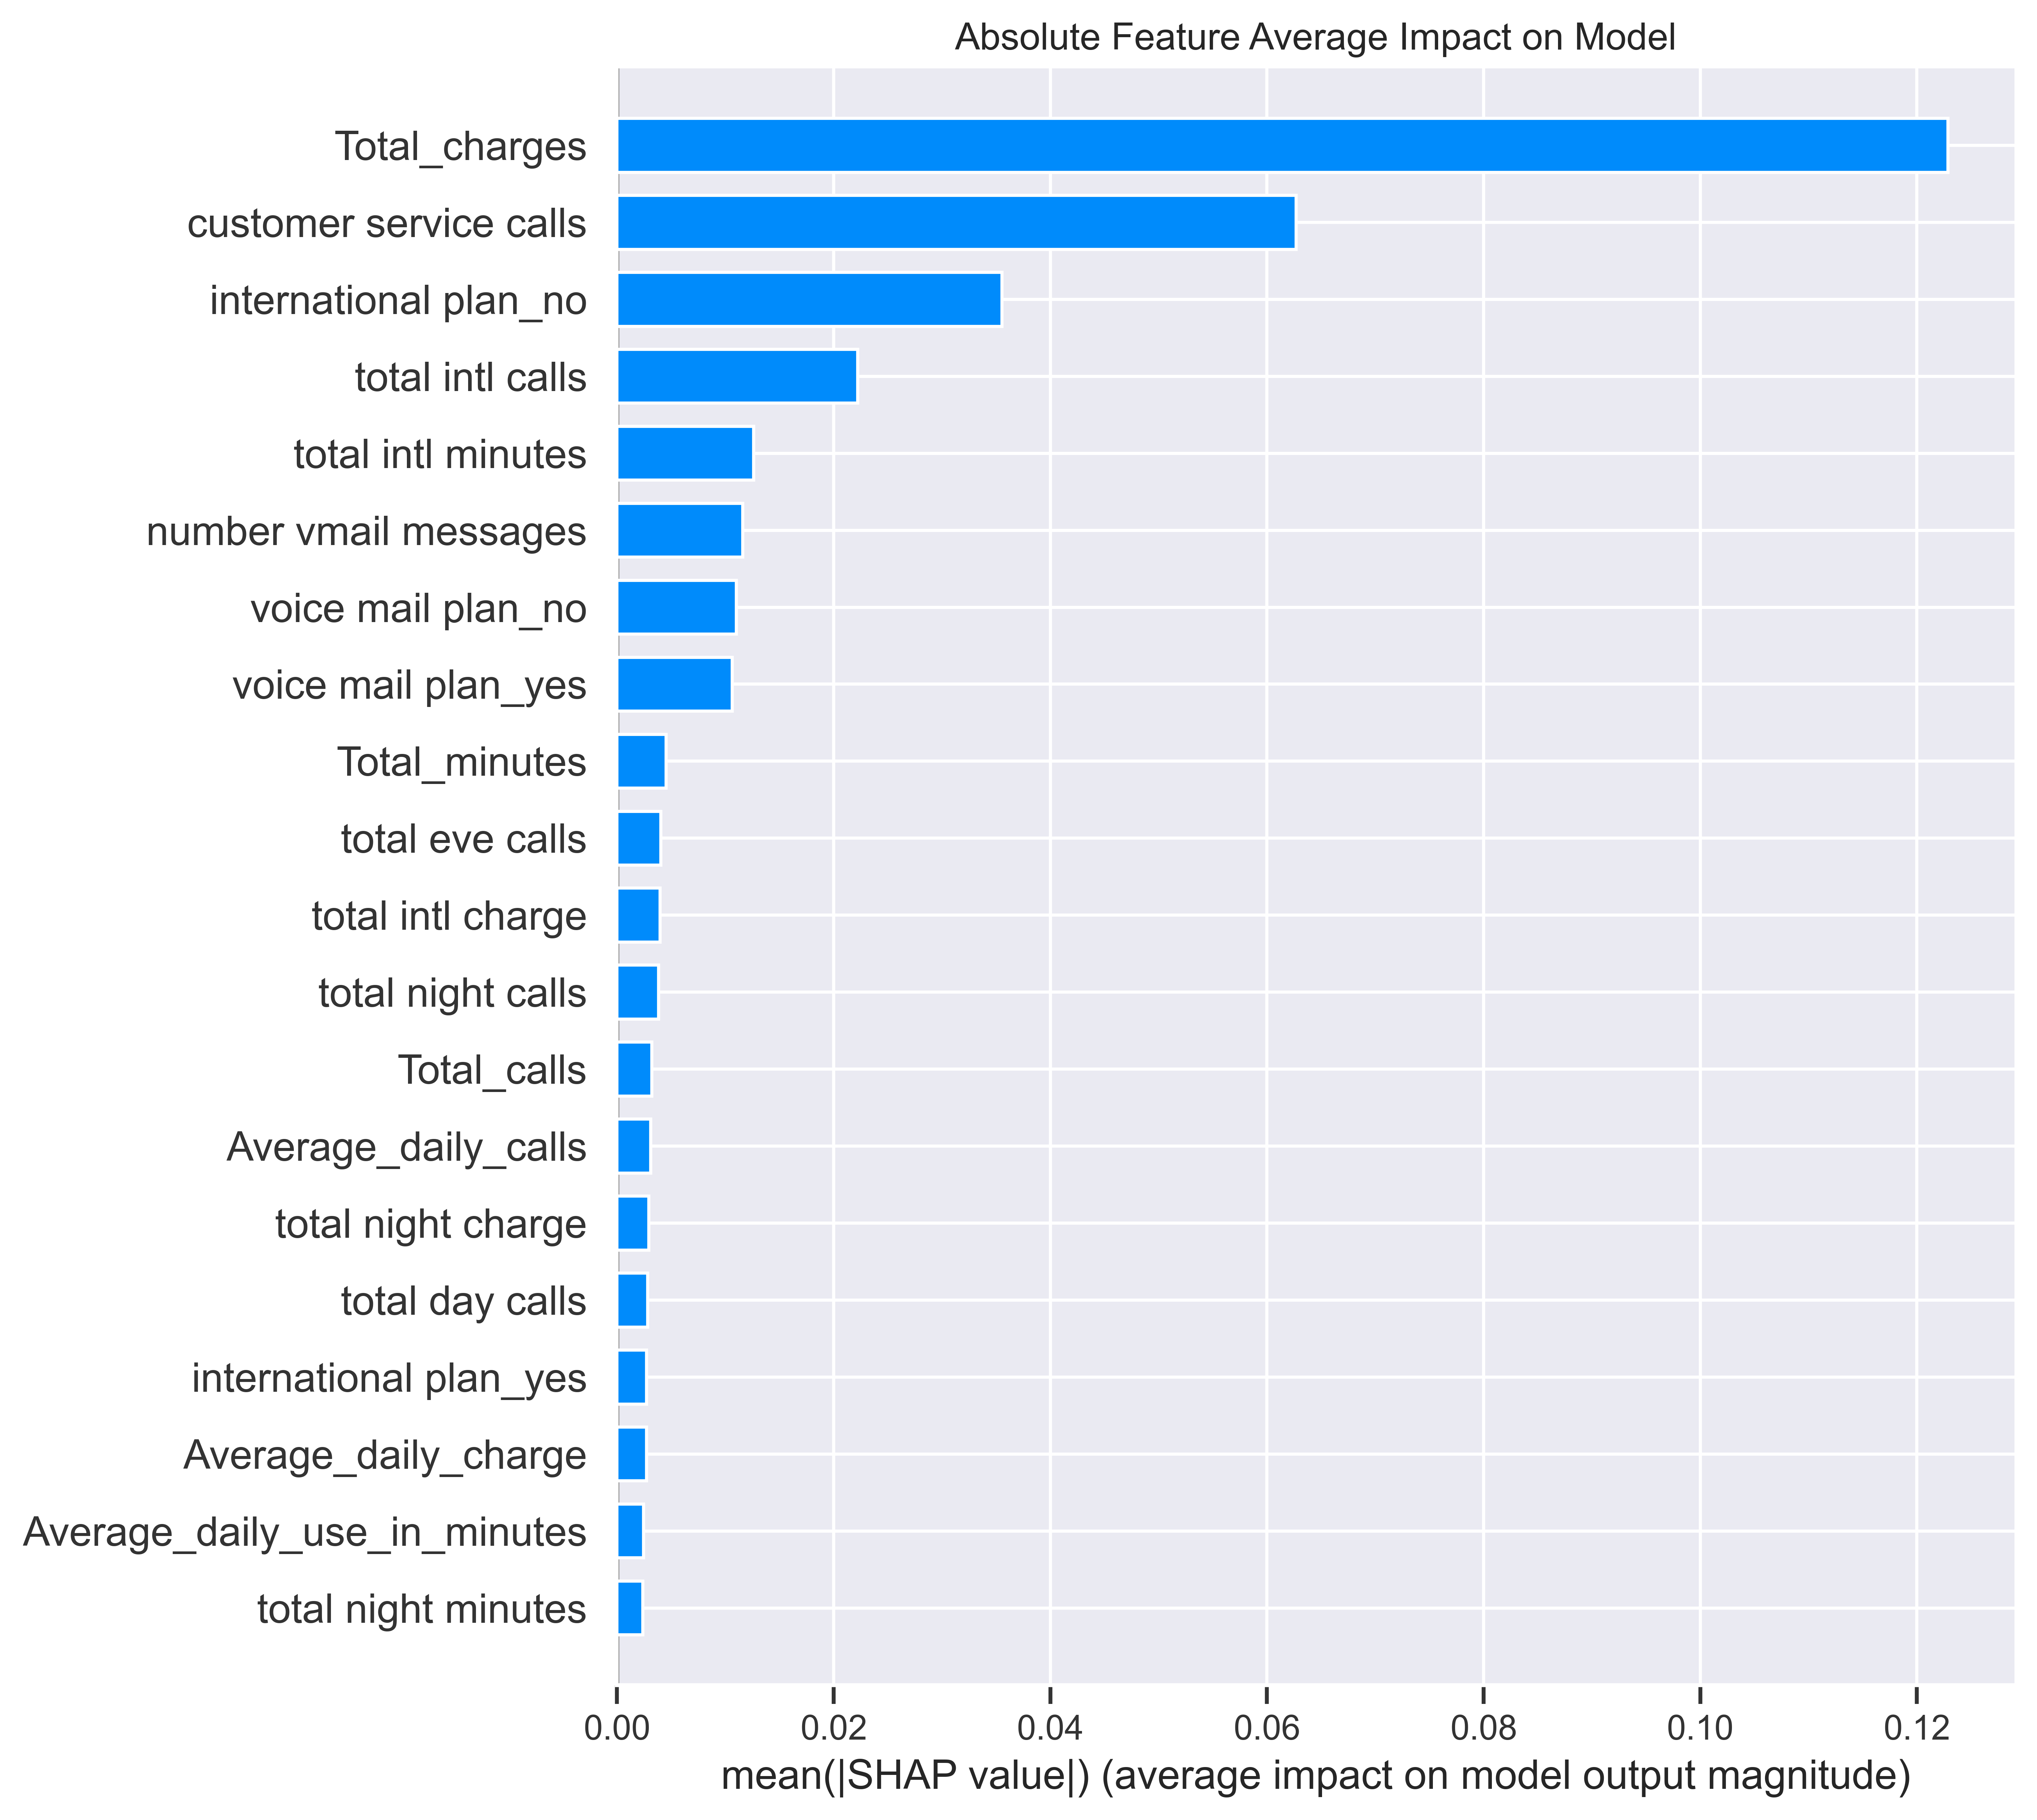 Absolute Feature Average Impact on Model
Total_charges
customer service calls
international plan_no
total intl calls
total intl minutes
number vmail messages
voice mail plan_no
voice mail plan_yes
Total_minutes
total eve calls
total intl charge
total night calls
Total_calls
Average_daily_calls
total night charge
total day calls
international plan_yes
Average_daily_charge
Average_daily_use_in_minutes
total night minutes
0.00 0.02 0.04 0.06 0.08 0.10 0.12
mean(|SHAP value|) (average impact on model output magnitude)